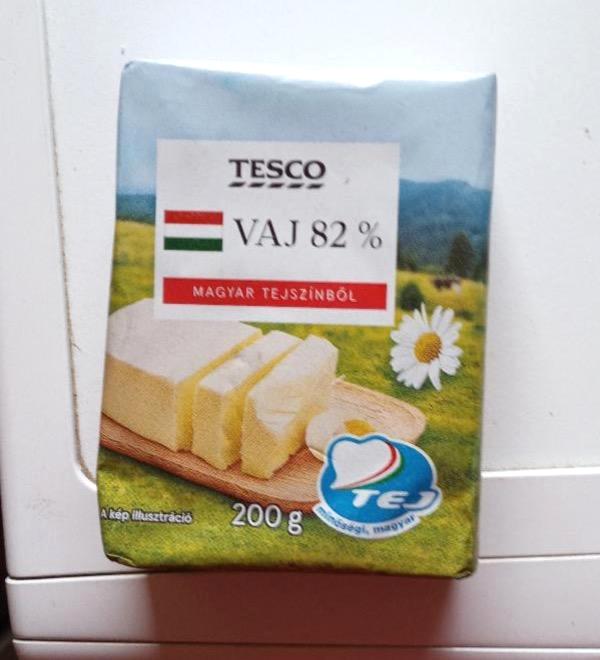 TESCO
VAJ 82 %
MAGYAR TEJSZÍNBŐL
TEJ
minőségi, magyar
A kép illusztráció
200 g